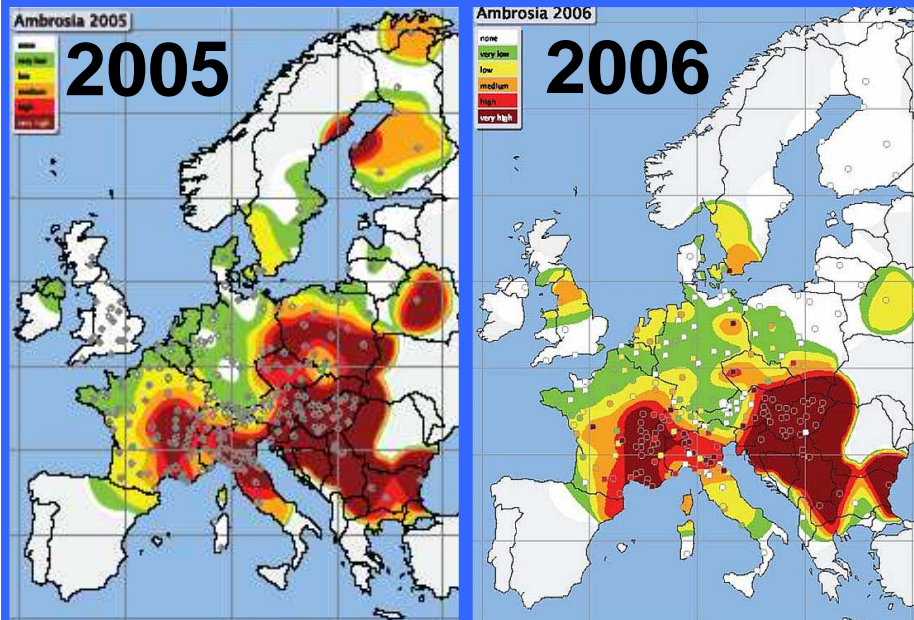 Ambrosia 2005
2005
none
very low
low
medium
high
very high
Ambrosia 2006
2006
none
very low
low
medium
high
very high